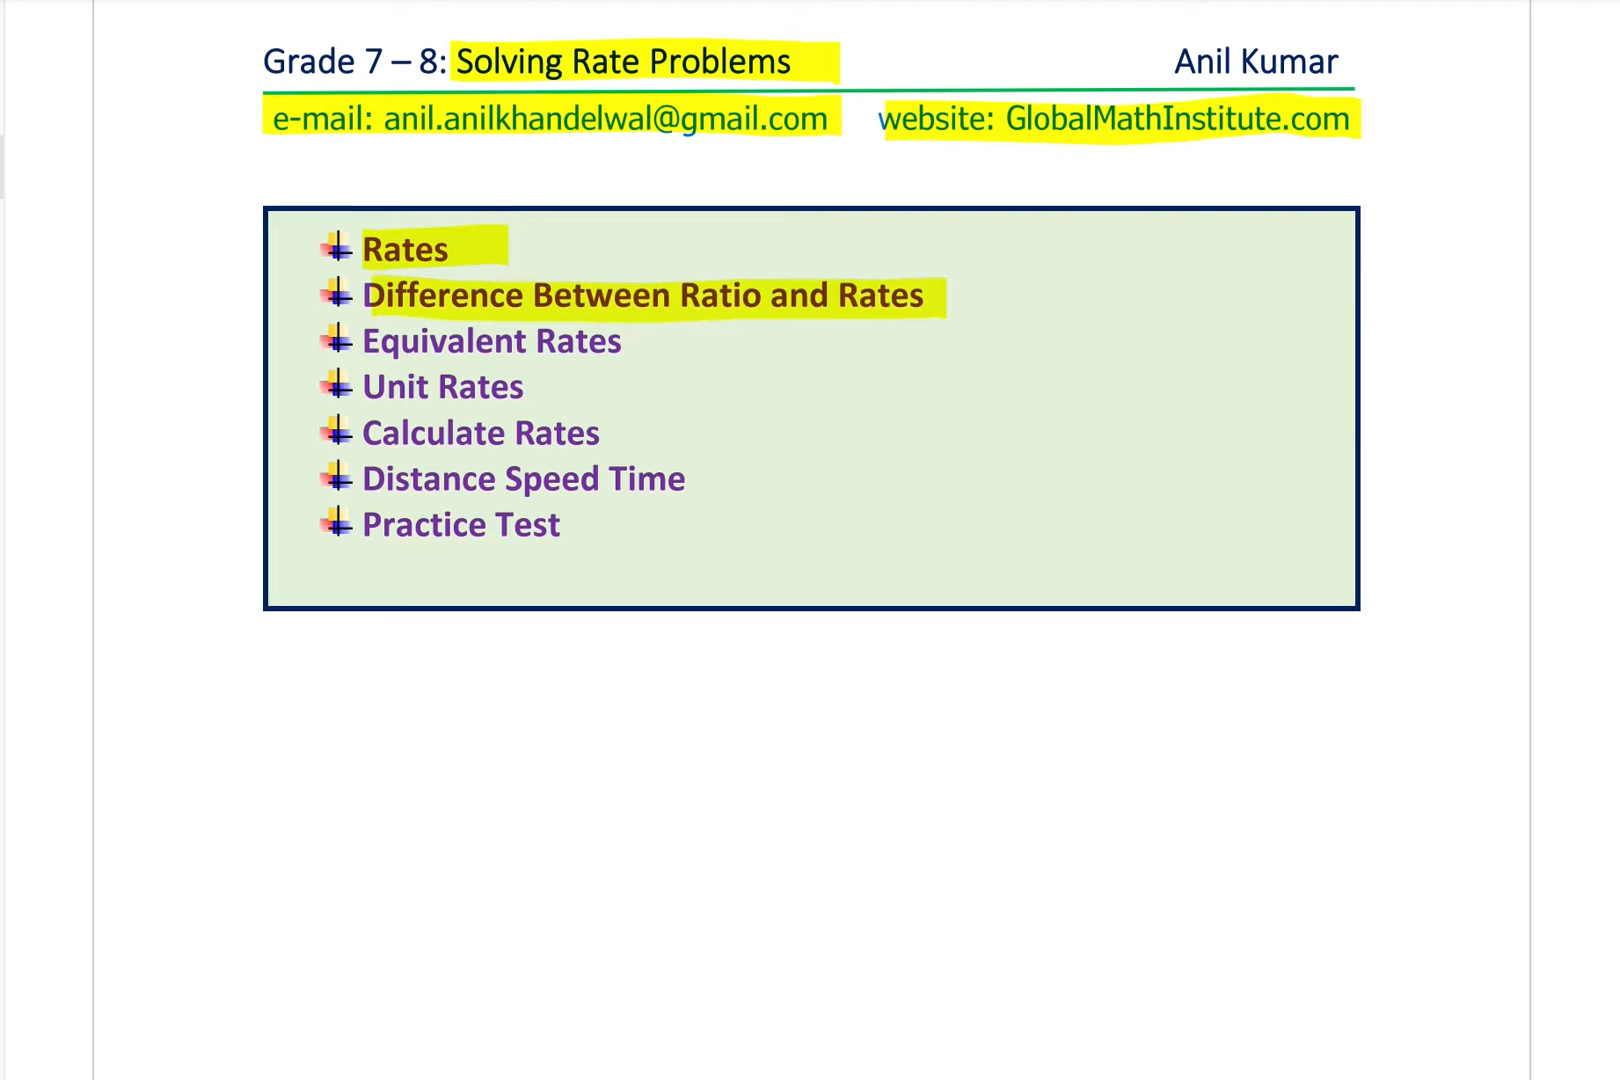 Grade 7 – 8: Solving Rate Problems Anil Kumar
e-mail: anil.anilkhandelwal@gmail.com website: GlobalMathInstitute.com
Rates
Difference Between Ratio and Rates
Equivalent Rates
Unit Rates
Calculate Rates
Distance Speed Time
Practice Test